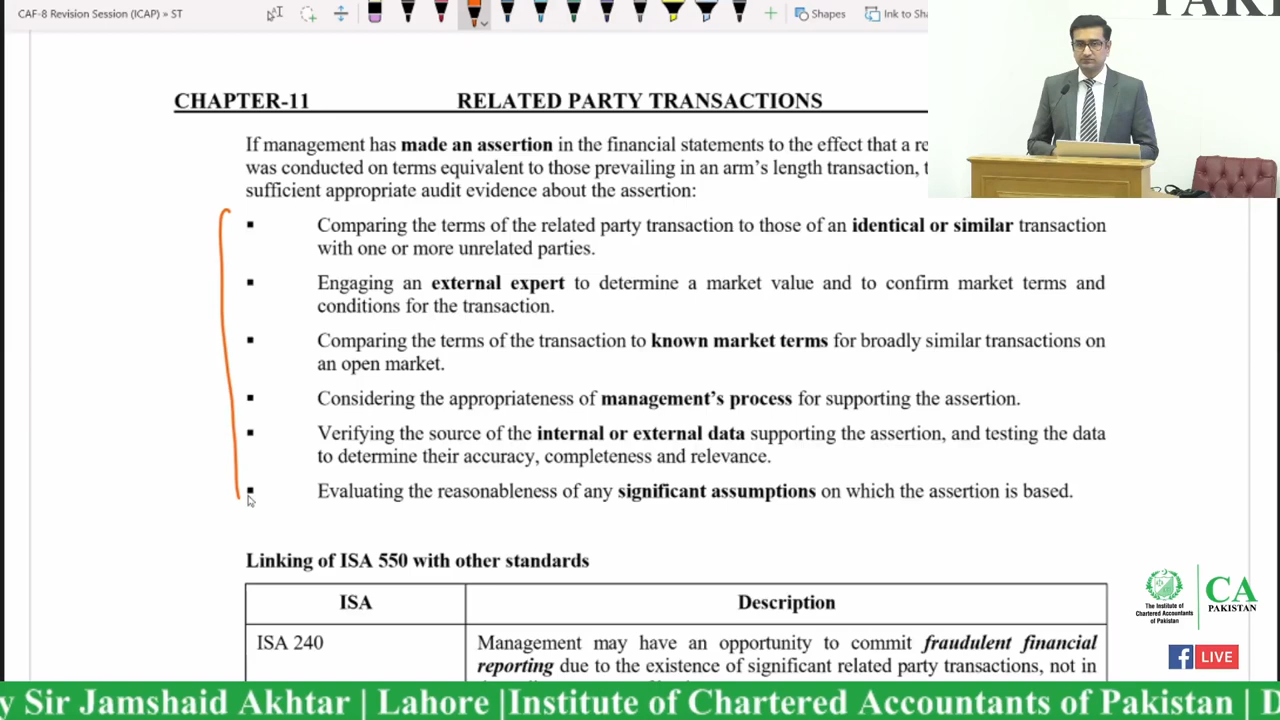 CAF-8 Revision Session (ICAP) » ST
Shapes
Ink to Sha
CHAPTER-11 RELATED PARTY TRANSACTIONS
If management has made an assertion in the financial statements to the effect that a re
was conducted on terms equivalent to those prevailing in an arm's length transaction, t
sufficient appropriate audit evidence about the assertion:
▪ Comparing the terms of the related party transaction to those of an identical or similar transaction
with one or more unrelated parties.
▪ Engaging an external expert to determine a market value and to confirm market terms and
conditions for the transaction.
▪ Comparing the terms of the transaction to known market terms for broadly similar transactions on
an open market.
▪ Considering the appropriateness of management's process for supporting the assertion.
▪ Verifying the source of the internal or external data supporting the assertion, and testing the data
to determine their accuracy, completeness and relevance.
▪ Evaluating the reasonableness of any significant assumptions on which the assertion is based.
Linking of ISA 550 with other standards
ISA Description
ISA 240 Management may have an opportunity to commit fraudulent financial
reporting due to the existence of significant related party transactions, not in
The Institute of
Chartered Accountants
of Pakistan
CA
PAKISTAN
LIVE
y Sir Jamshaid Akhtar | Lahore |Institute of Chartered Accountants of Pakistan | D